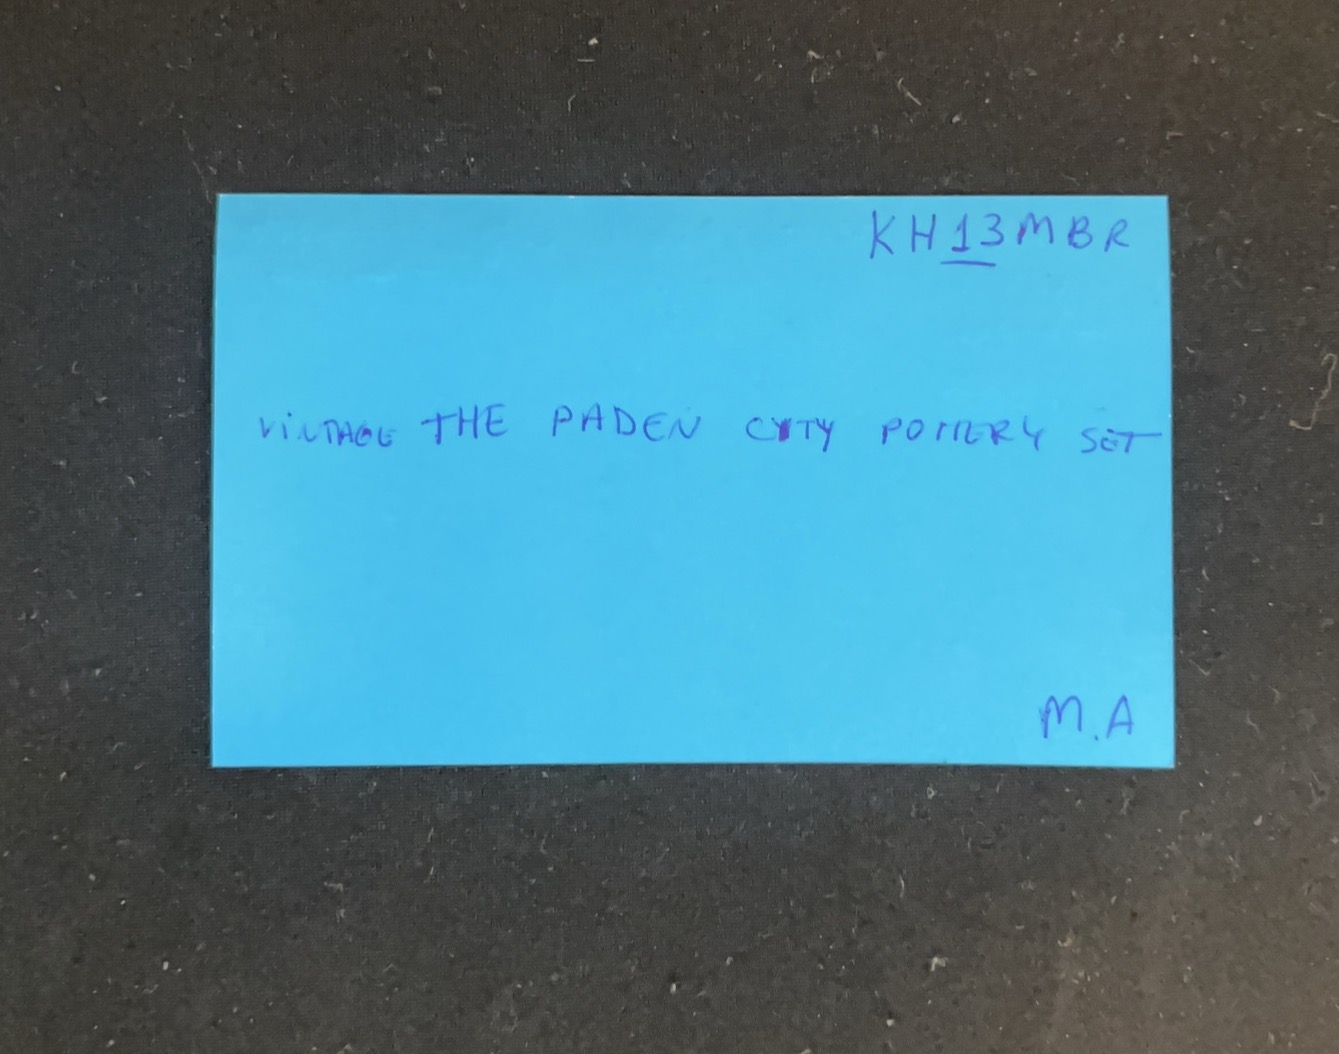 KH13MBR
VINTAGE THE PADEN CITY POTTERY SET
M.A